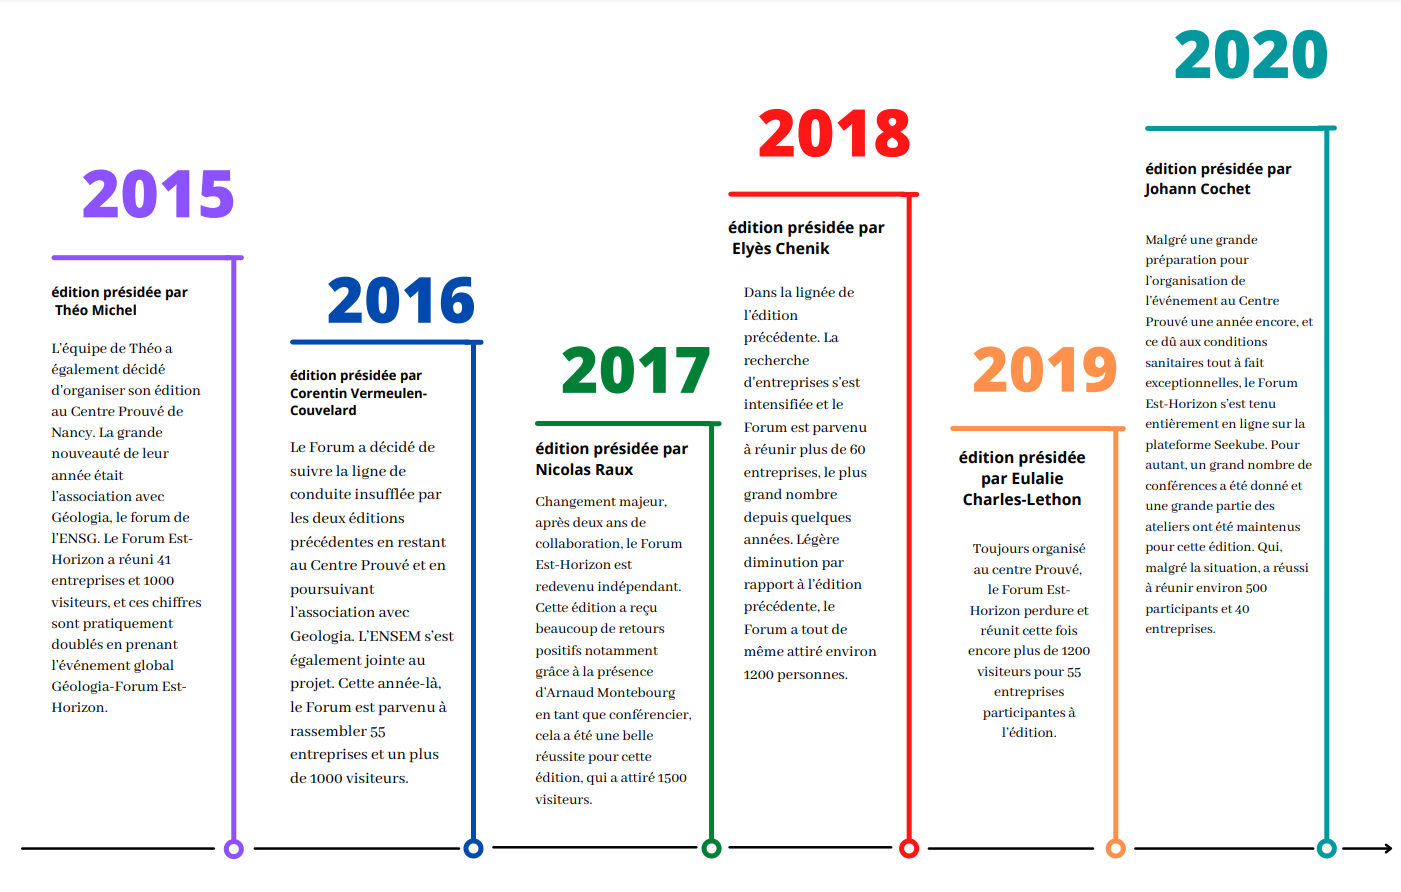 2015
édition présidée par
Théo Michel
L'équipe de Théo a
également décidé
d'organiser son édition
au Centre Prouvé de
Nancy. La grande
nouveauté de leur
année était
l'association avec
Géologia, le forum de
l'ENSG. Le Forum Est-
Horizon a réuni 41
entreprises et 1000
visiteurs, et ces chiffres
sont pratiquement
doublés en prenant
l'événement global
Géologia-Forum Est-
Horizon.
2016
édition présidée par
Corentin Vermeulen-
Couvelard
Le Forum a décidé de
suivre la ligne de
conduite insufflée par
les deux éditions
précédentes en restant
au Centre Prouvé et en
poursuivant
l'association avec
Geologia. L'ENSEM s'est
également jointe au
projet. Cette année-là,
le Forum est parvenu à
rassembler 55
entreprises et un plus
de 1000 visiteurs.
2017
édition présidée par
Nicolas Raux
Changement majeur,
après deux ans de
collaboration, le Forum
Est-Horizon est
redevenu indépendant.
Cette édition a reçu
beaucoup de retours
positifs notamment
grâce à la présence
d'Arnaud Montebourg
en tant que conférencier,
cela a été une belle
réussite pour cette
édition, qui a attiré 1500
visiteurs.
2018
édition présidée par
Elyès Chenik
Dans la lignée de
l'édition
précédente. La
recherche
d'entreprises s'est
intensifiée et le
Forum est parvenu
à réunir plus de 60
entreprises, le plus
grand nombre
depuis quelques
années. Légère
diminution par
rapport à l'édition
précédente, le
Forum a tout de
même attiré environ
1200 personnes.
2019
édition présidée
par Eulalie
Charles-Lethon
Toujours organisé
au centre Prouvé,
le Forum Est-
Horizon perdure et
réunit cette fois
encore plus de 1200
visiteurs pour 55
entreprises
participantes à
l'édition.
2020
édition présidée par
Johann Cochet
Malgré une grande
préparation pour
l'organisation de
l'événement au Centre
Prouvé une année encore, et
ce dû aux conditions
sanitaires tout à fait
exceptionnelles, le Forum
Est-Horizon s'est tenu
entièrement en ligne sur la
plateforme Seekube. Pour
autant, un grand nombre de
conférences a été donné et
une grande partie des
ateliers ont été maintenus
pour cette édition. Qui,
malgré la situation, a réussi
à réunir environ 500
participants et 40
entreprises.